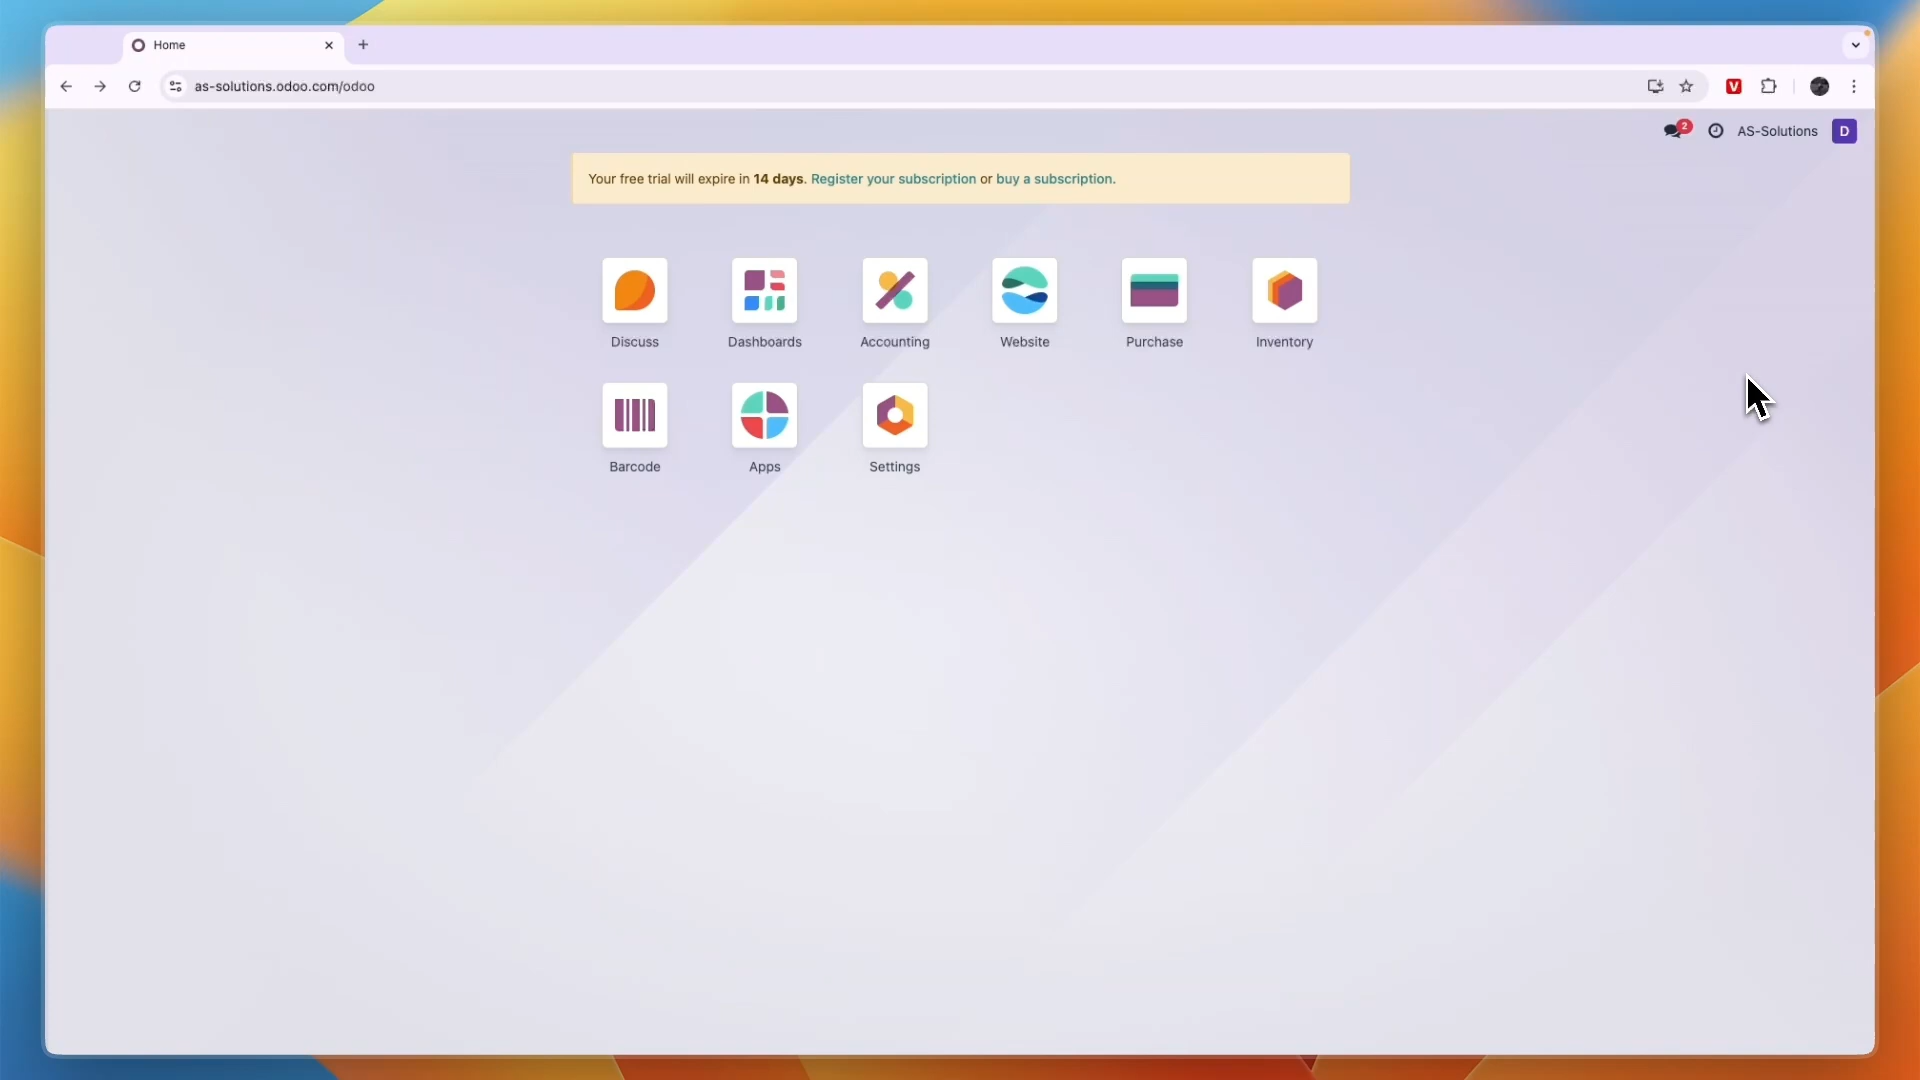 Home
as-solutions.odoo.com/odoo
V
2
AS-Solutions
D
Your free trial will expire in 14 days. Register your subscription or buy a subscription.
Discuss
Dashboards
Accounting
Website
Purchase
Inventory
Barcode
Apps
Settings